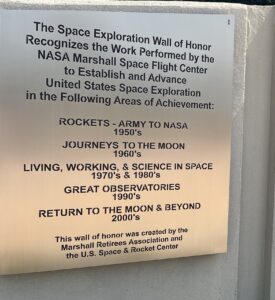 The Space Exploration Wall of Honor
Recognizes the Work Performed by the
NASA Marshall Space Flight Center
to Establish and Advance
United States Space Exploration
in the Following Areas of Achievement:
ROCKETS - ARMY TO NASA
1950's
JOURNEYS TO THE MOON
1960's
LIVING, WORKING, & SCIENCE IN SPACE
1970's & 1980's
GREAT OBSERVATORIES
1990's
RETURN TO THE MOON & BEYOND
2000's
This wall of honor was created by the
Marshall Retirees Association and
the U.S. Space & Rocket Center